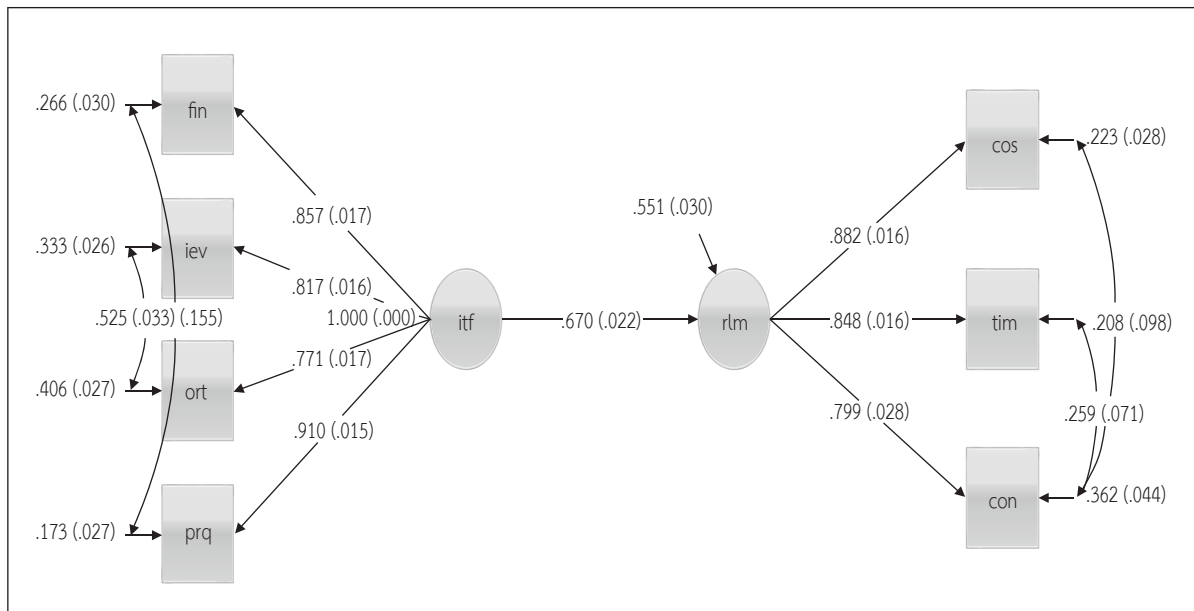 .266 (.030)
fin
.857 (.017)
.333 (.026)
iev
.817 (.016)
.525 (.033) (.155)
1.000 (.000)
itf
.406 (.027)
ort
.771 (.017)
.910 (.015)
.173 (.027)
prq
.670 (.022)
.551 (.030)
rlm
.882 (.016)
cos
.223 (.028)
.848 (.016)
tim
.208 (.098)
.799 (.028)
.259 (.071)
con
.362 (.044)